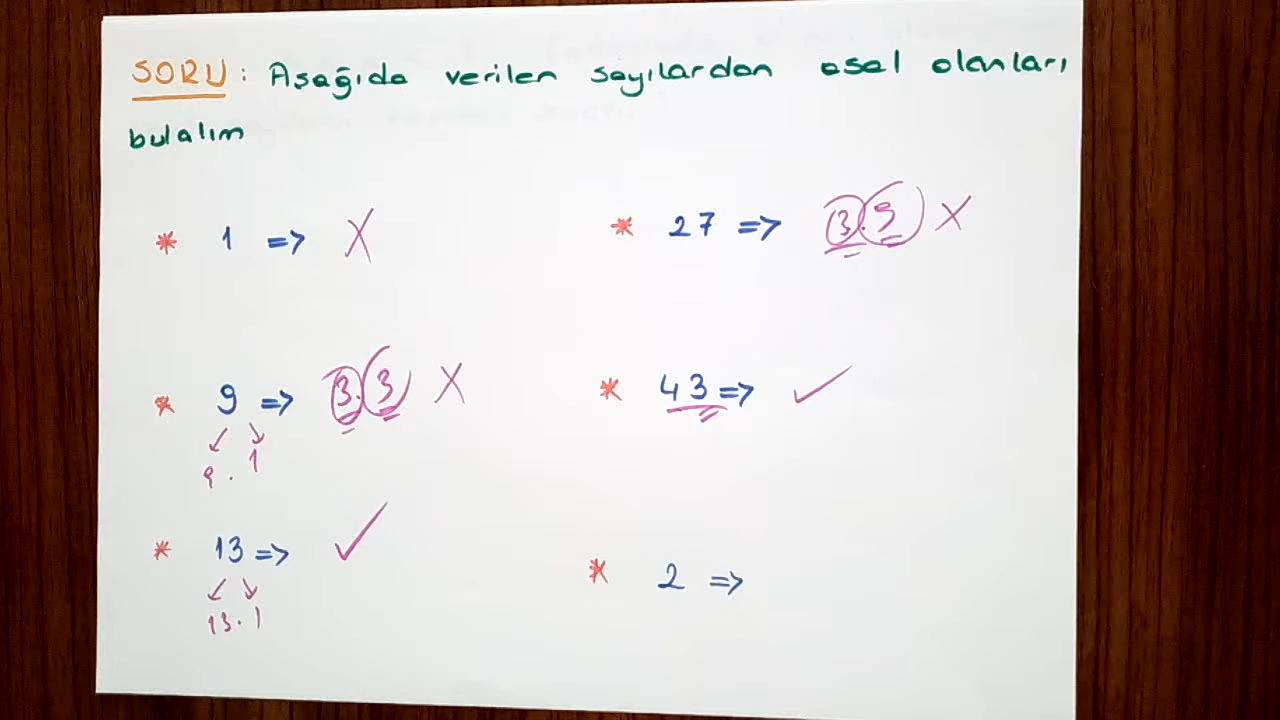 SORU: Aşağıda verilen sayılardan asal olanları
bulalım
* 1 => X
* 27 => 3.9 X
* 9 => 3.3 X
9 . 1
* 43 => ✓
* 13 => ✓
13.1
* 2 =>